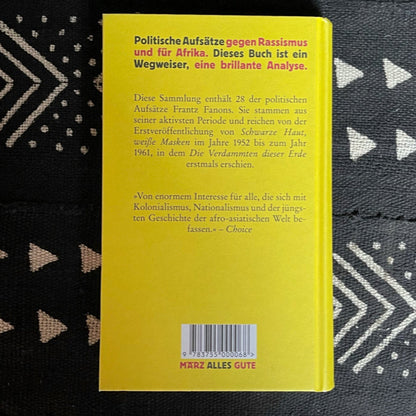 Politische Aufsätze gegen Rassismus
und für Afrika. Dieses Buch ist ein
Wegweiser, eine brillante Analyse.
Diese Sammlung enthält 28 der politischen
Aufsätze Frantz Fanons. Sie stammen aus
seiner aktivsten Periode und reichen von der
Erstveröffentlichung von Schwarze Haut,
weiße Masken im Jahre 1952 bis zum Jahr
1961, in dem Die Verdammten dieser Erde
erstmals erschien.
»Von enormem Interesse für alle, die sich mit
Kolonialismus, Nationalismus und der jüngs-
ten Geschichte der afro-asiatischen Welt be-
fassen.« – Choice
9 783755 000068 >
MÄRZ ALLES GUTE